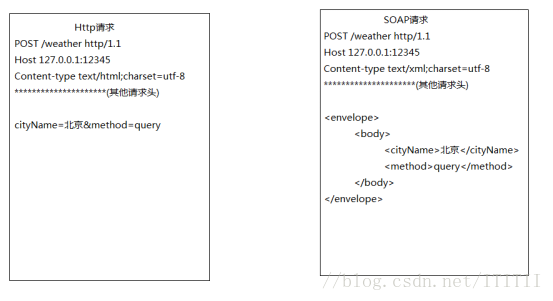 Http请求
POST /weather http/1.1
Host 127.0.0.1:12345
Content-type text/html;charset=utf-8
*********************(其他请求头)
cityName=北京&method=query
SOAP请求
POST /weather http/1.1
Host 127.0.0.1:12345
Content-type text/xml;charset=utf-8
*********************(其他请求头)
<envelope>
<body>
<cityName>北京</cityName>
<method>query</method>
</body>
</envelope>
//blog.csdn.net/